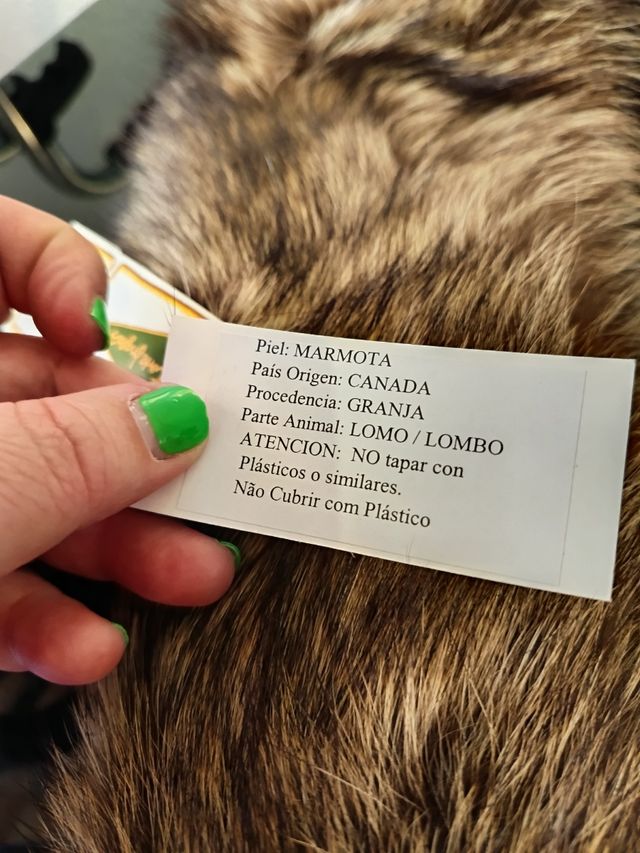 Piel: MARMOTA
País Origen: CANADA
Procedencia: GRANJA
Parte Animal: LOMO / LOMBO
ATENCION: NO tapar con
Plásticos o similares.
Não Cubrir com Plástico